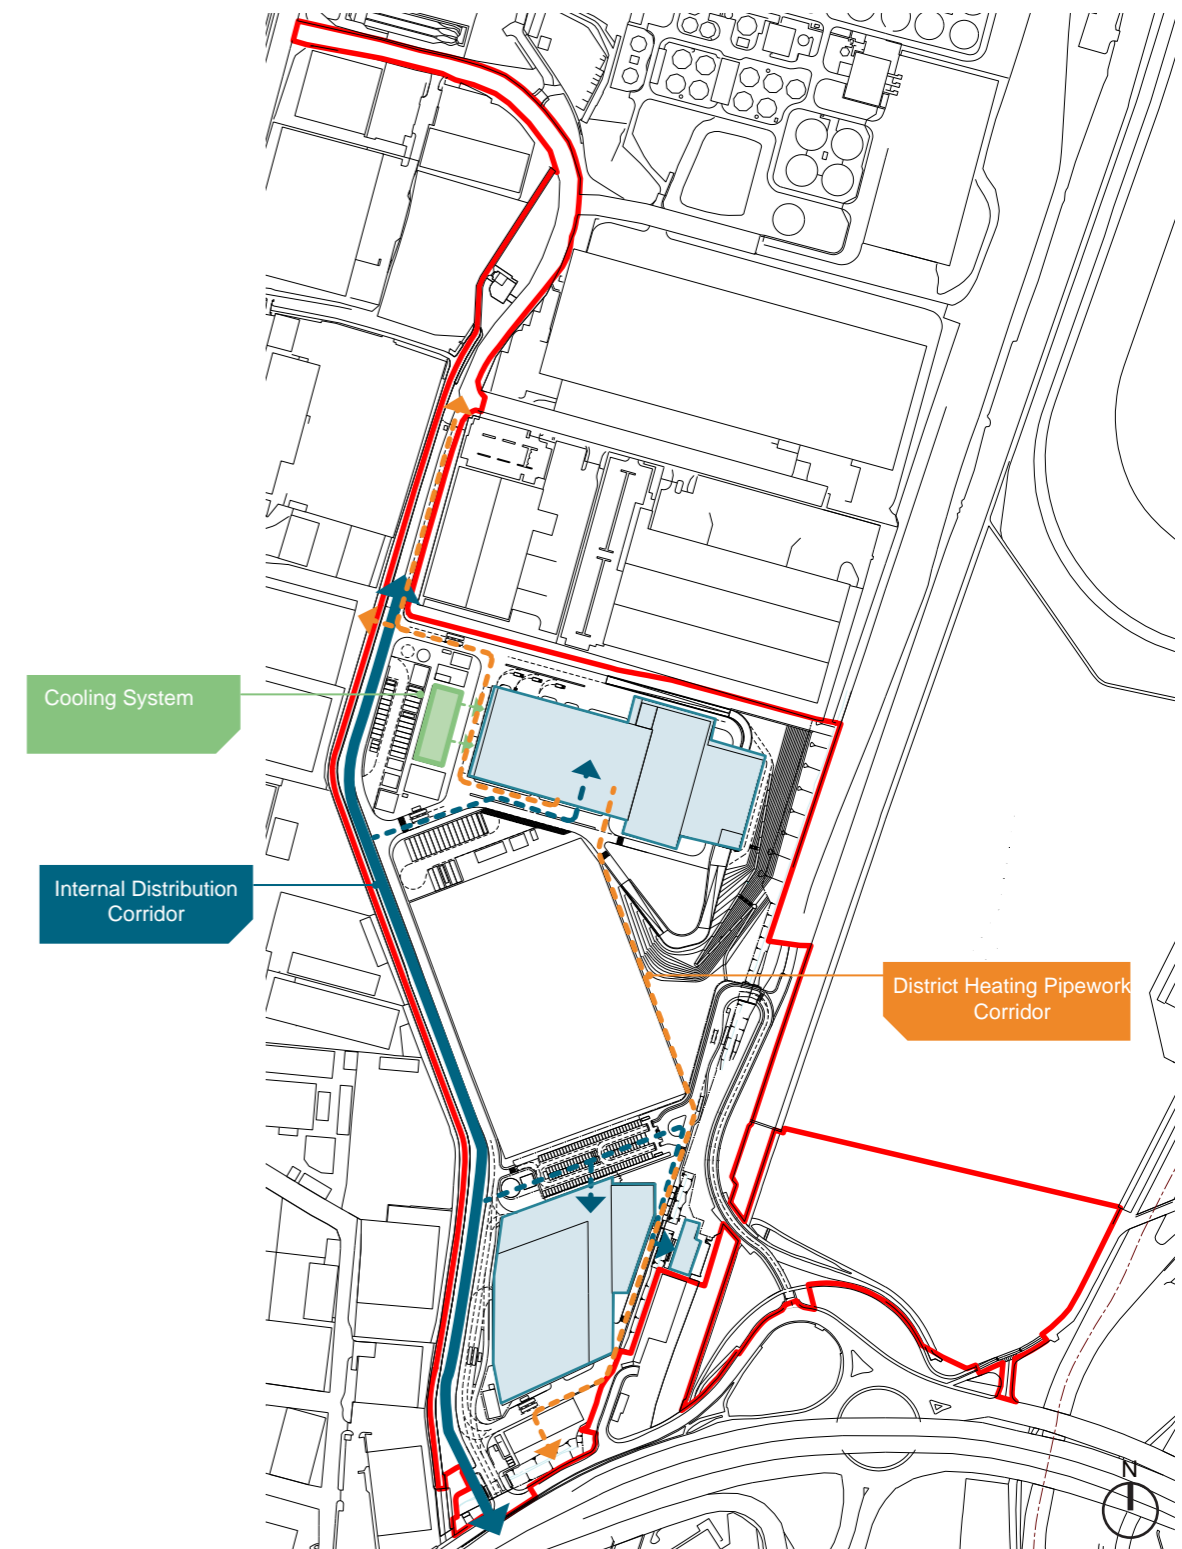 Cooling System
Internal Distribution
Corridor
District Heating Pipework
Corridor
N